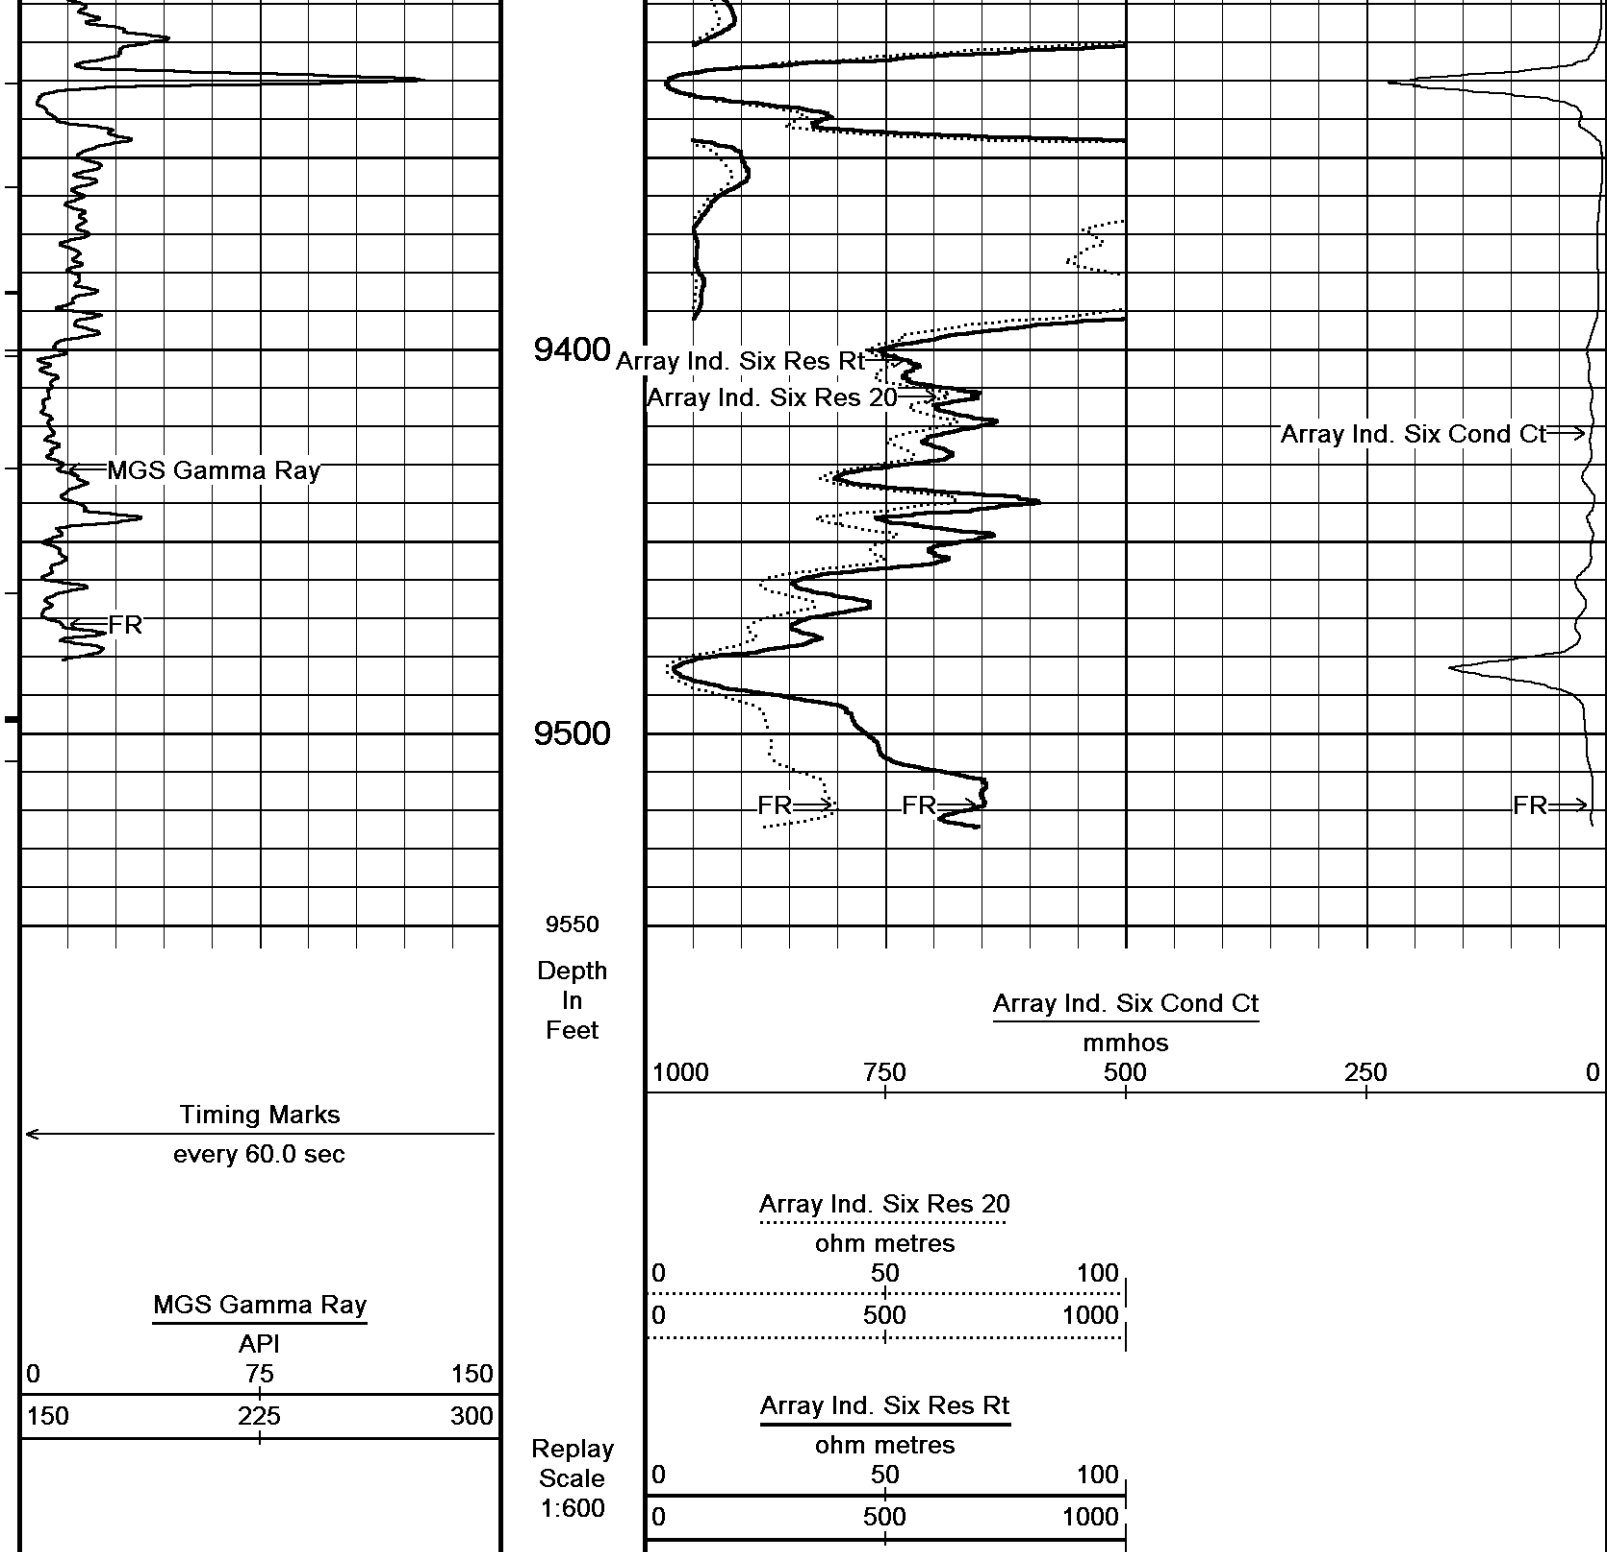 9400
Array Ind. Six Res Rt
Array Ind. Six Res 20
Array Ind. Six Cond Ct
MGS Gamma Ray
FR
9500
FR
FR
FR
9550
Depth
In
Feet
Array Ind. Six Cond Ct
mmhos
1000 750 500 250 0
Timing Marks
every 60.0 sec
Array Ind. Six Res 20
ohm metres
0 50 100
0 500 1000
MGS Gamma Ray
API
0 75 150
150 225 300
Array Ind. Six Res Rt
ohm metres
0 50 100
0 500 1000
Replay
Scale
1:600